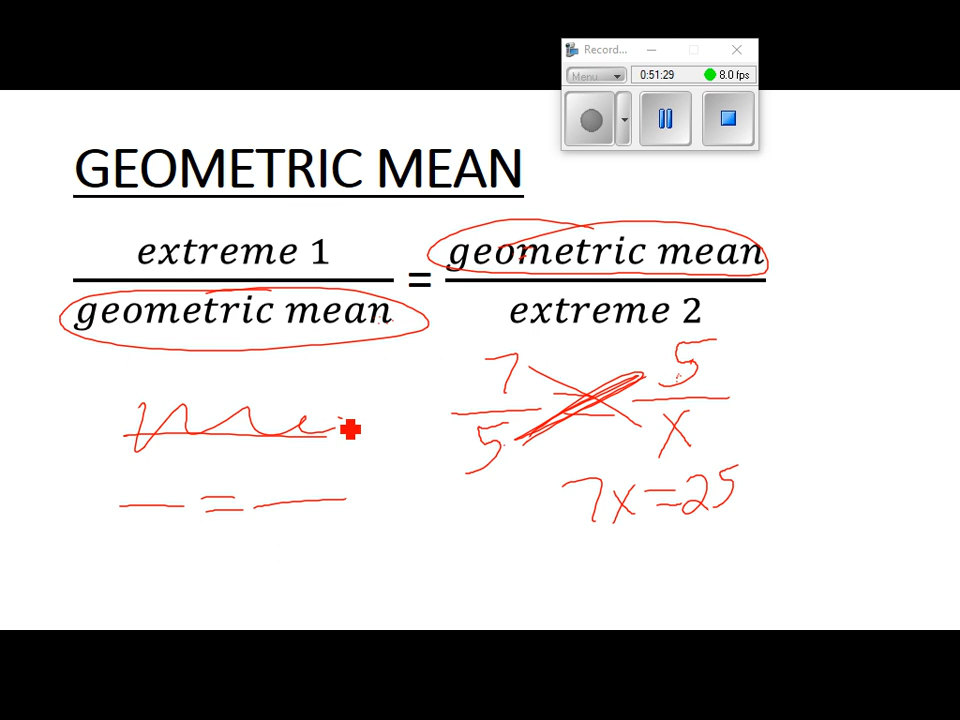 Record...
Menu
0:51:29
8.0 fps
GEOMETRIC MEAN
extreme 1 / geometric mean = geometric mean / extreme 2
7 / 5 = 5 / x
7x=25
=